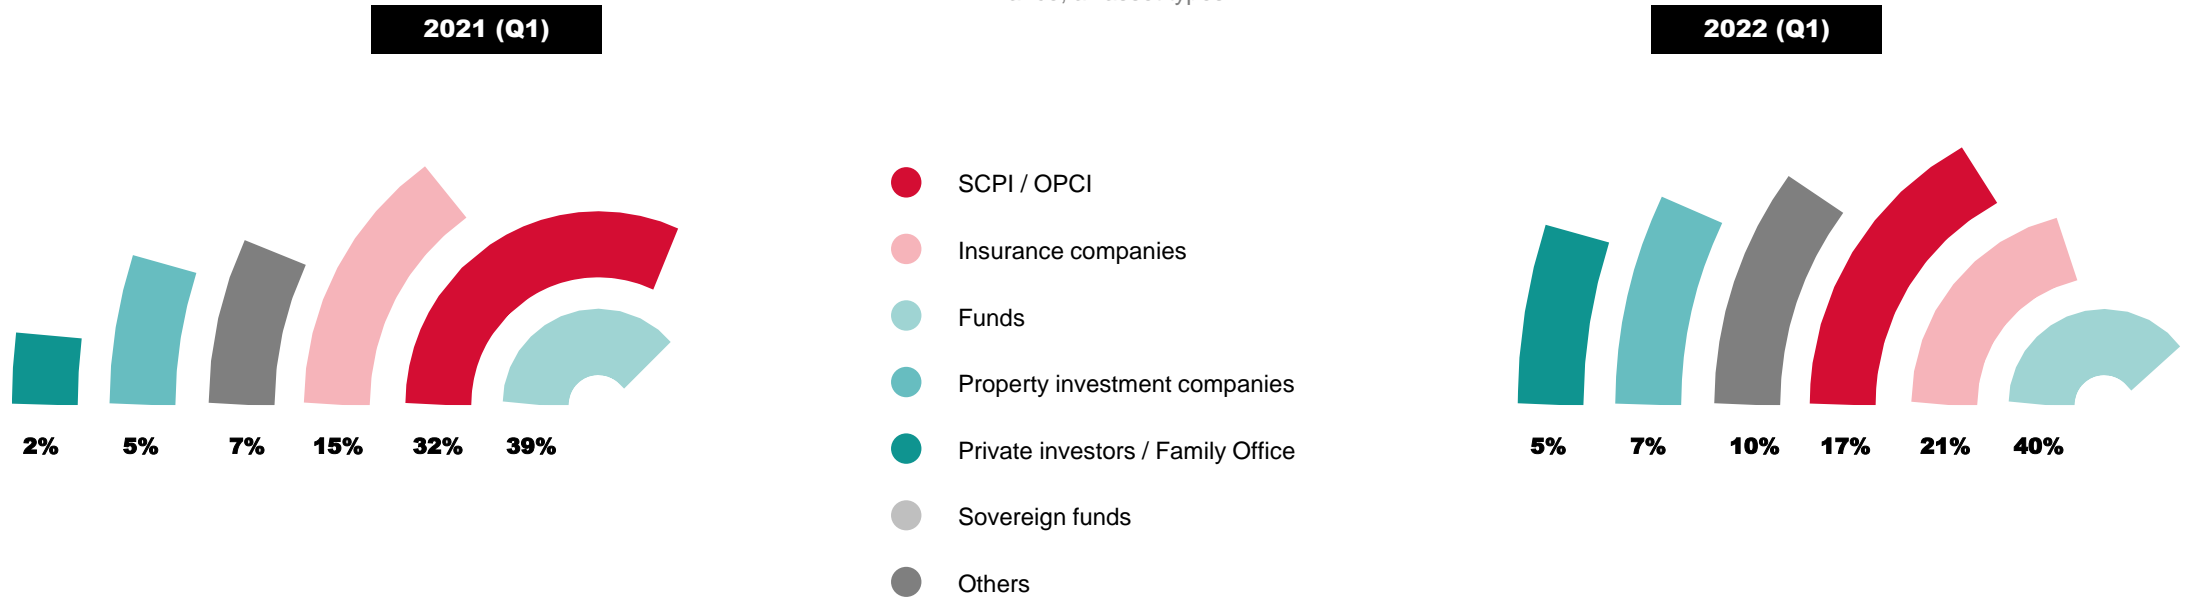 2021 (Q1)
2022 (Q1)
2%
5%
7%
15%
32%
39%
SCPI / OPCI
Insurance companies
Funds
Property investment companies
Private investors / Family Office
Sovereign funds
Others
5%
7%
10%
17%
21%
40%